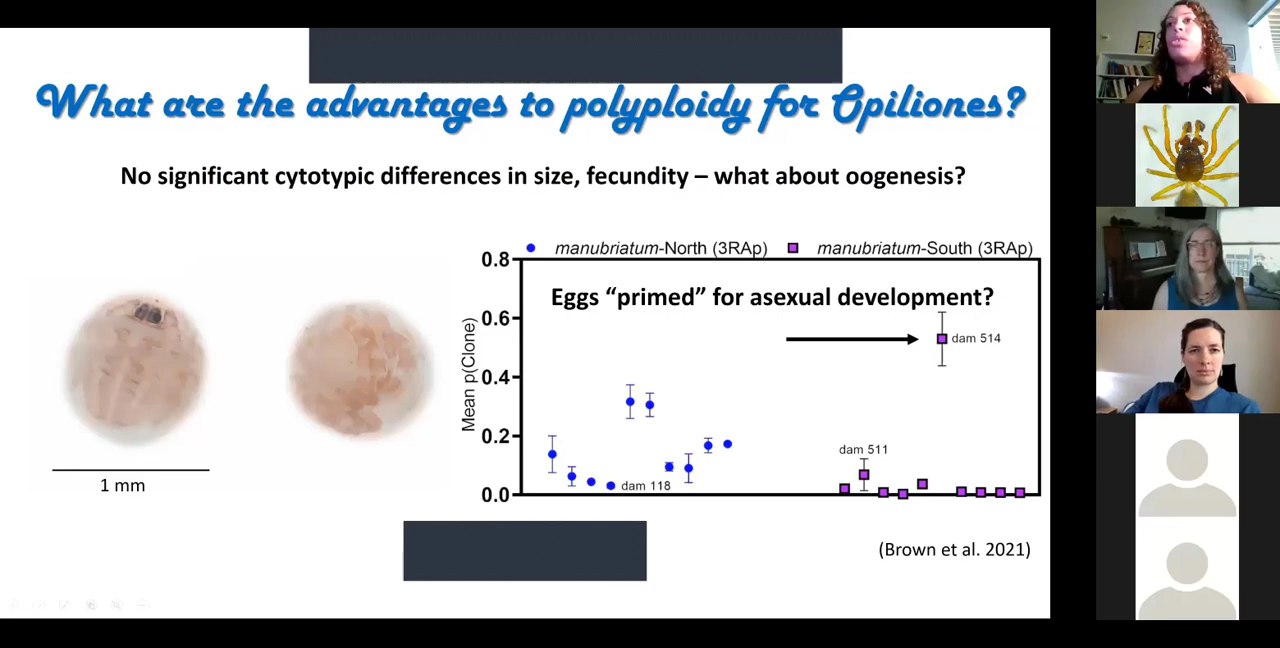 What are the advantages to polyploidy for Opiliones?
No significant cytotypic differences in size, fecundity – what about oogenesis?
manubriatum-North (3RAp)
manubriatum-South (3RAp)
0.8
Eggs “primed” for asexual development?
0.6
dam 514
Mean p(Clone)
0.4
0.2
dam 511
dam 118
0.0
1 mm
(Brown et al. 2021)